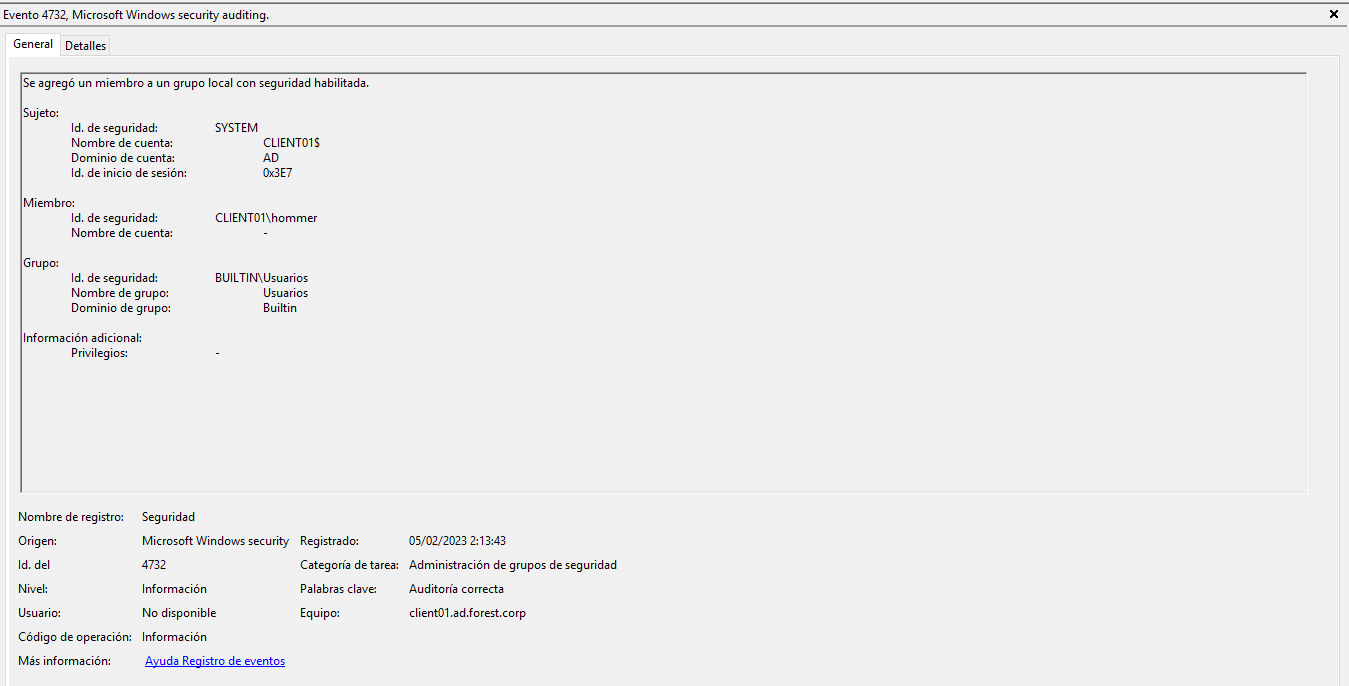 Evento 4732, Microsoft Windows security auditing.
General Detalles
Se agregó un miembro a un grupo local con seguridad habilitada.
Sujeto:
Id. de seguridad: SYSTEM
Nombre de cuenta: CLIENT01$
Dominio de cuenta: AD
Id. de inicio de sesión: 0x3E7
Miembro:
Id. de seguridad: CLIENT01\hommer
Nombre de cuenta: -
Grupo:
Id. de seguridad: BUILTIN\Usuarios
Nombre de grupo: Usuarios
Dominio de grupo: Builtin
Información adicional:
Privilegios: -
Nombre de registro: Seguridad
Origen: Microsoft Windows security Registrado: 05/02/2023 2:13:43
Id. del 4732 Categoría de tarea: Administración de grupos de seguridad
Nivel: Información Palabras clave: Auditoría correcta
Usuario: No disponible Equipo: client01.ad.forest.corp
Código de operación: Información
Más información: Ayuda Registro de eventos